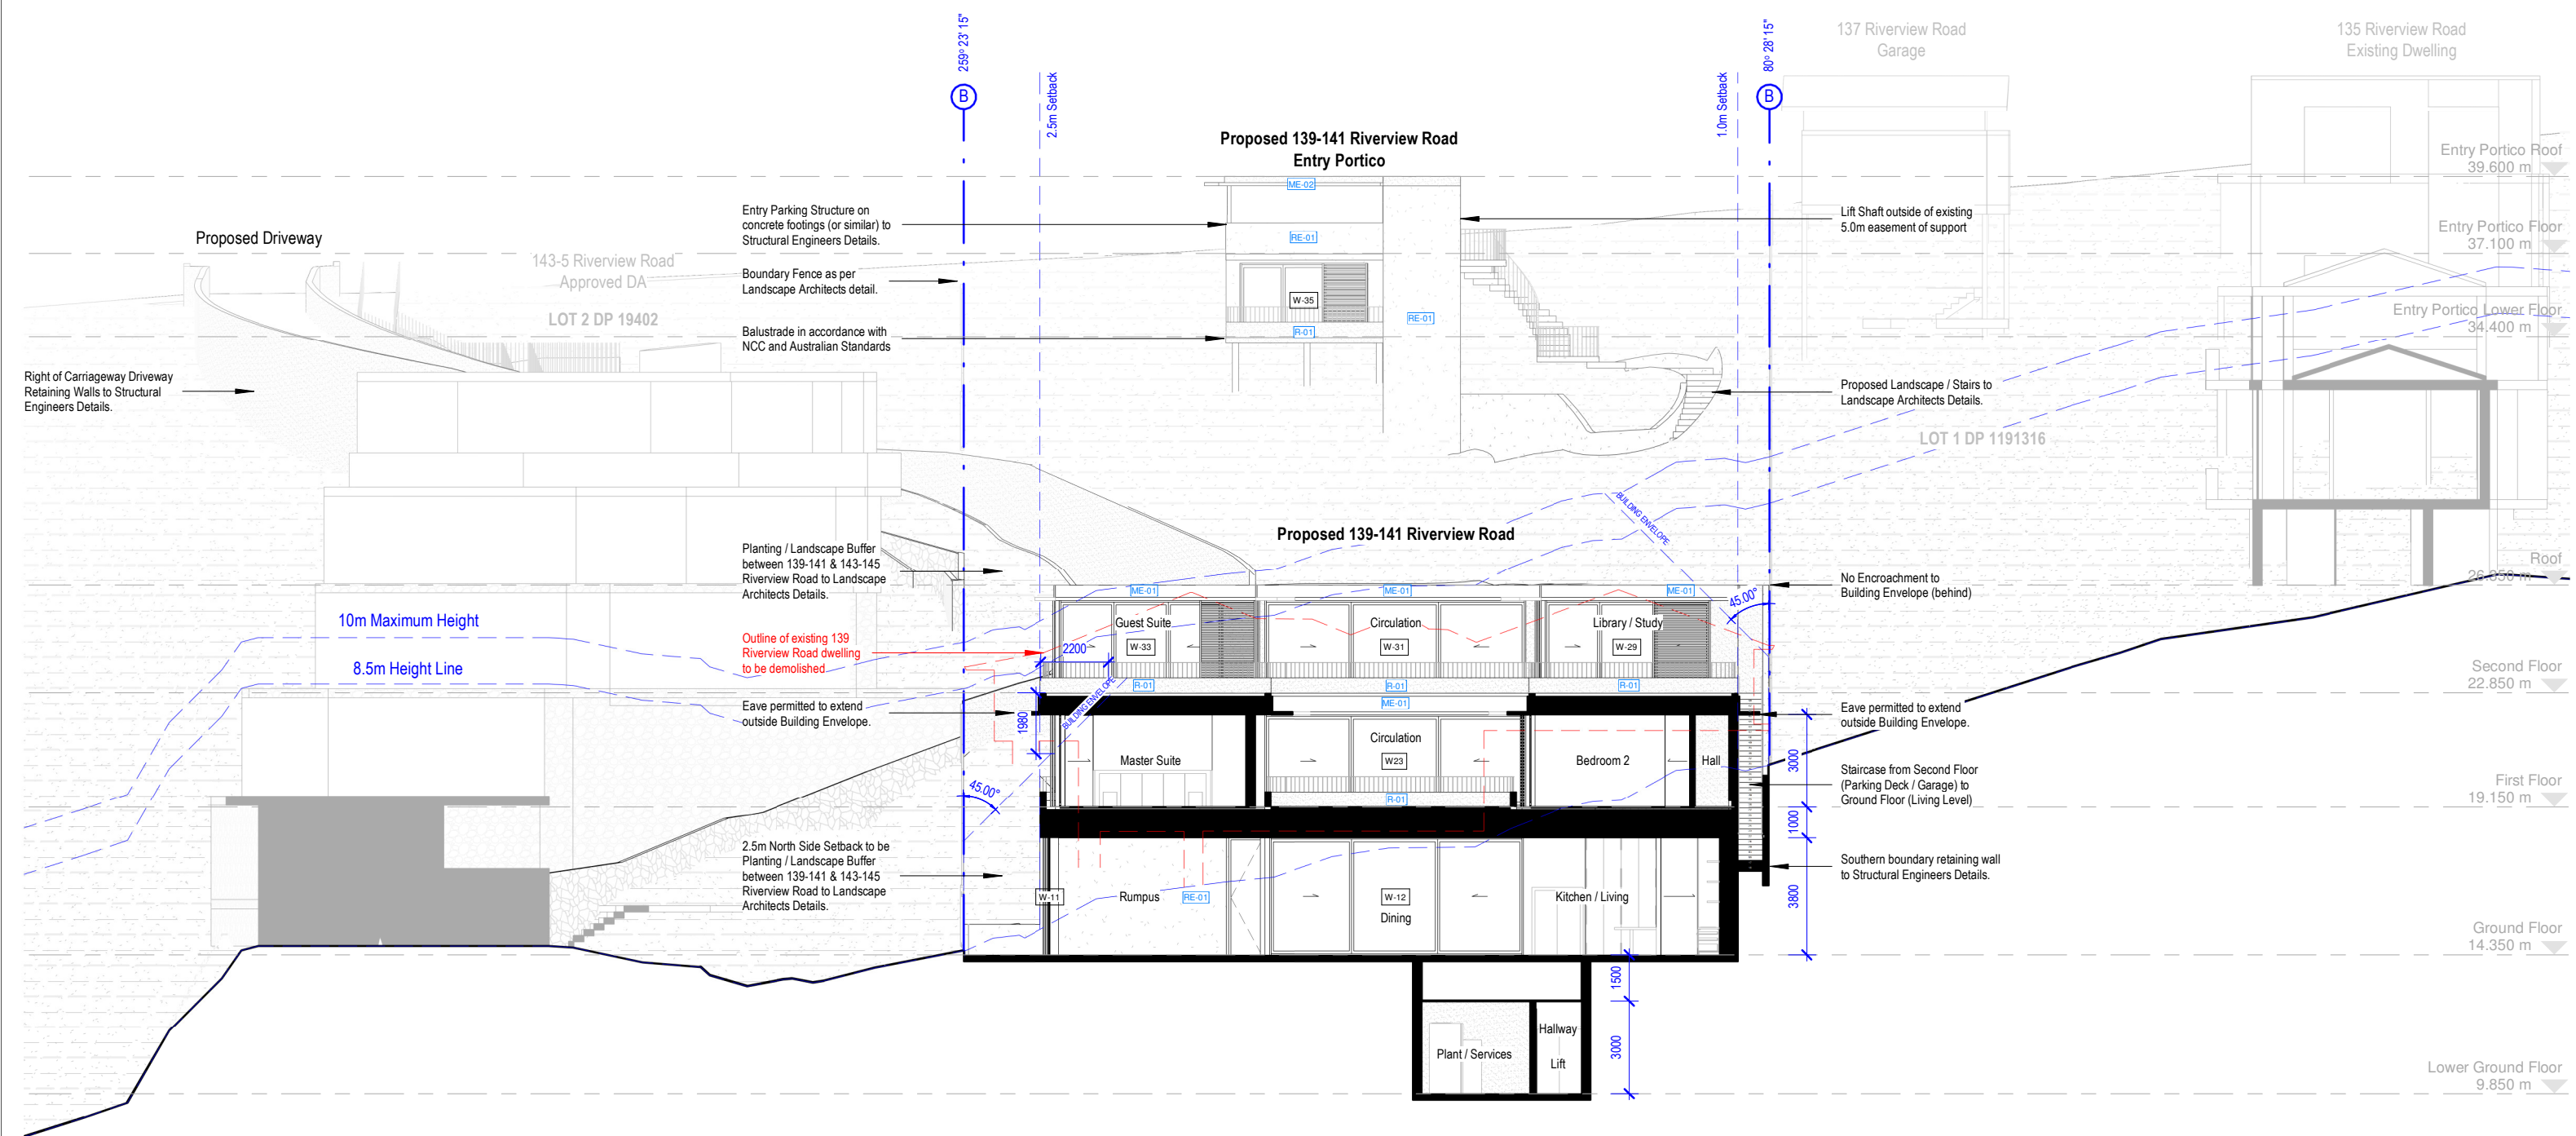 259° 23' 15"
80° 28' 15"
B
B
2.5m Setback
1.0m Setback
137 Riverview Road
Garage
135 Riverview Road
Existing Dwelling
Proposed 139-141 Riverview Road
Entry Portico
Entry Portico Roof
39.600 m
ME-02
Entry Parking Structure on
concrete footings (or similar) to
Structural Engineers Details.
Lift Shaft outside of existing
5.0m easement of support
Proposed Driveway
RE-01
Entry Portico Floor
37.100 m
143-5 Riverview Road
Approved DA
Boundary Fence as per
Landscape Architects detail.
W-35
LOT 2 DP 19402
RE-01
Entry Portico Lower Floor
34.400 m
Balustrade in accordance with
NCC and Australian Standards
R-01
Right of Carriageway Driveway
Retaining Walls to Structural
Engineers Details.
Proposed Landscape / Stairs to
Landscape Architects Details.
LOT 1 DP 1191316
BUILDING ENVELOPE
Proposed 139-141 Riverview Road
Planting / Landscape Buffer
between 139-141 & 143-145
Riverview Road to Landscape
Architects Details.
Roof
26.350 m
No Encroachment to
Building Envelope (behind)
ME-01
ME-01
ME-01
45.00°
10m Maximum Height
Guest Suite
Circulation
Library / Study
Outline of existing 139
Riverview Road dwelling
to be demolished
2200
W-33
W-31
W-29
8.5m Height Line
Second Floor
22.850 m
R-01
R-01
R-01
BUILDING ENVELOPE
ME-01
Eave permitted to extend
outside Building Envelope.
Eave permitted to extend
outside Building Envelope.
1980
Circulation
Master Suite
W23
Bedroom 2
Hall
3000
Staircase from Second Floor
(Parking Deck / Garage) to
Ground Floor (Living Level)
First Floor
19.150 m
45.00°
R-01
1000
2.5m North Side Setback to be
Planting / Landscape Buffer
between 139-141 & 143-145
Riverview Road to Landscape
Architects Details.
Southern boundary retaining wall
to Structural Engineers Details.
W-11
Rumpus
RE-01
W-12
Dining
Kitchen / Living
3800
Ground Floor
14.350 m
1500
Hallway
Plant / Services
Lift
3000
Lower Ground Floor
9.850 m